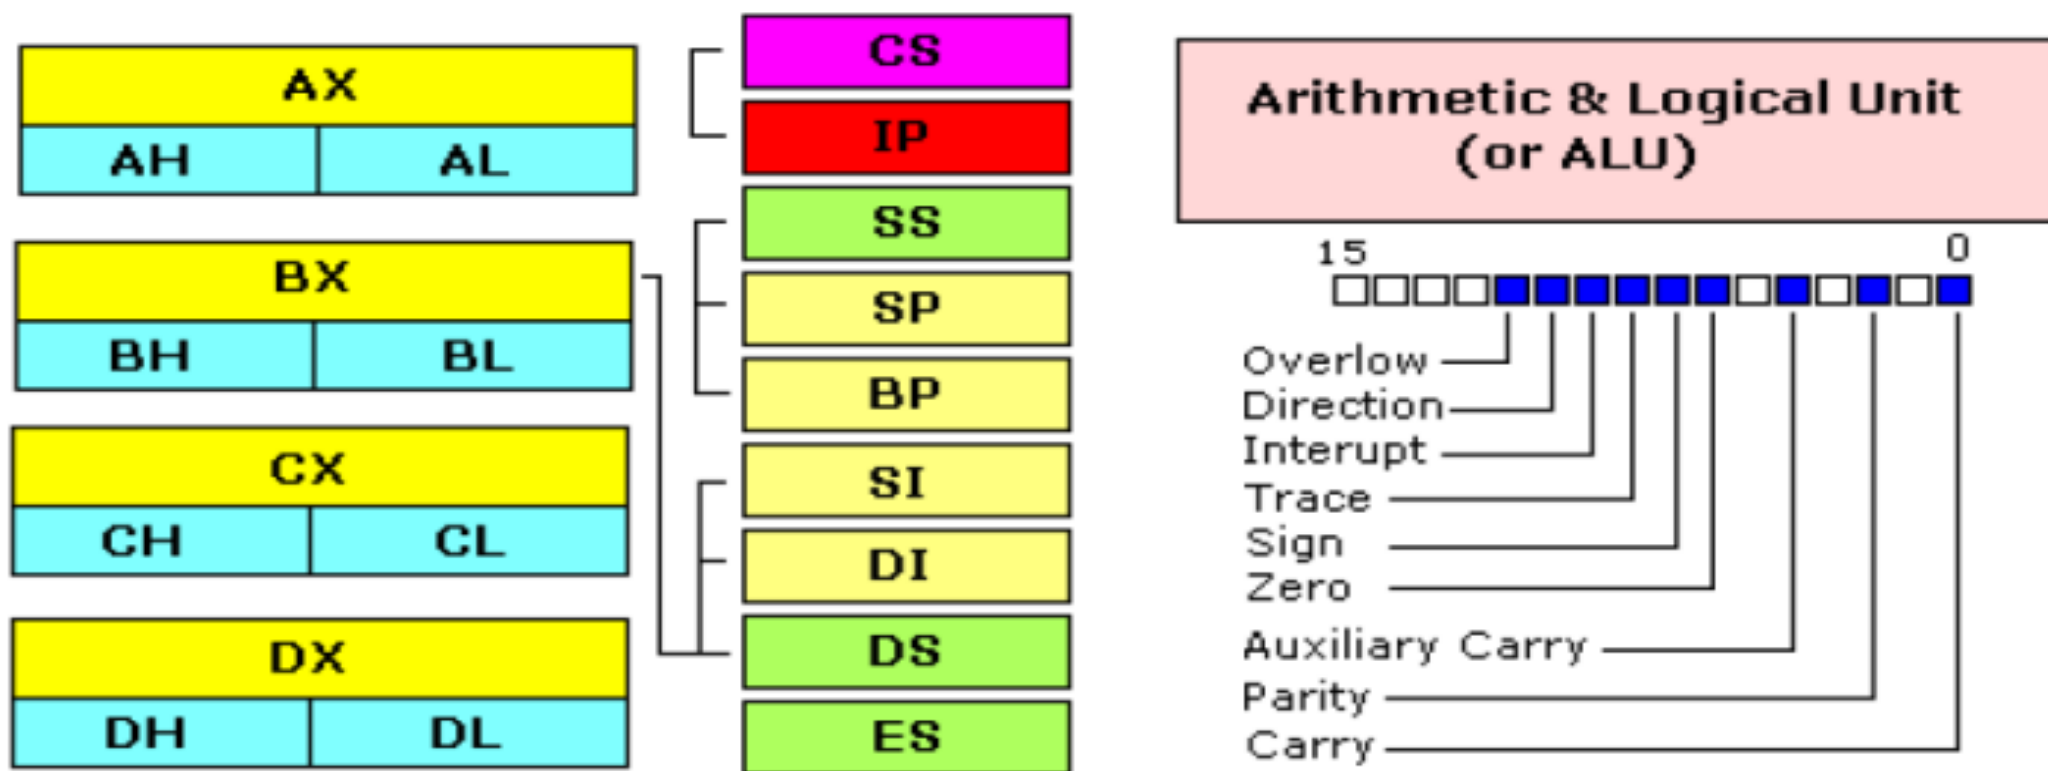 AX
AH AL
BX
BH BL
CX
CH CL
DX
DH DL
CS
IP
SS
SP
BP
SI
DI
DS
ES
Arithmetic & Logical Unit
(or ALU)
15 0
Overlow
Direction
Interupt
Trace
Sign
Zero
Auxiliary Carry
Parity
Carry